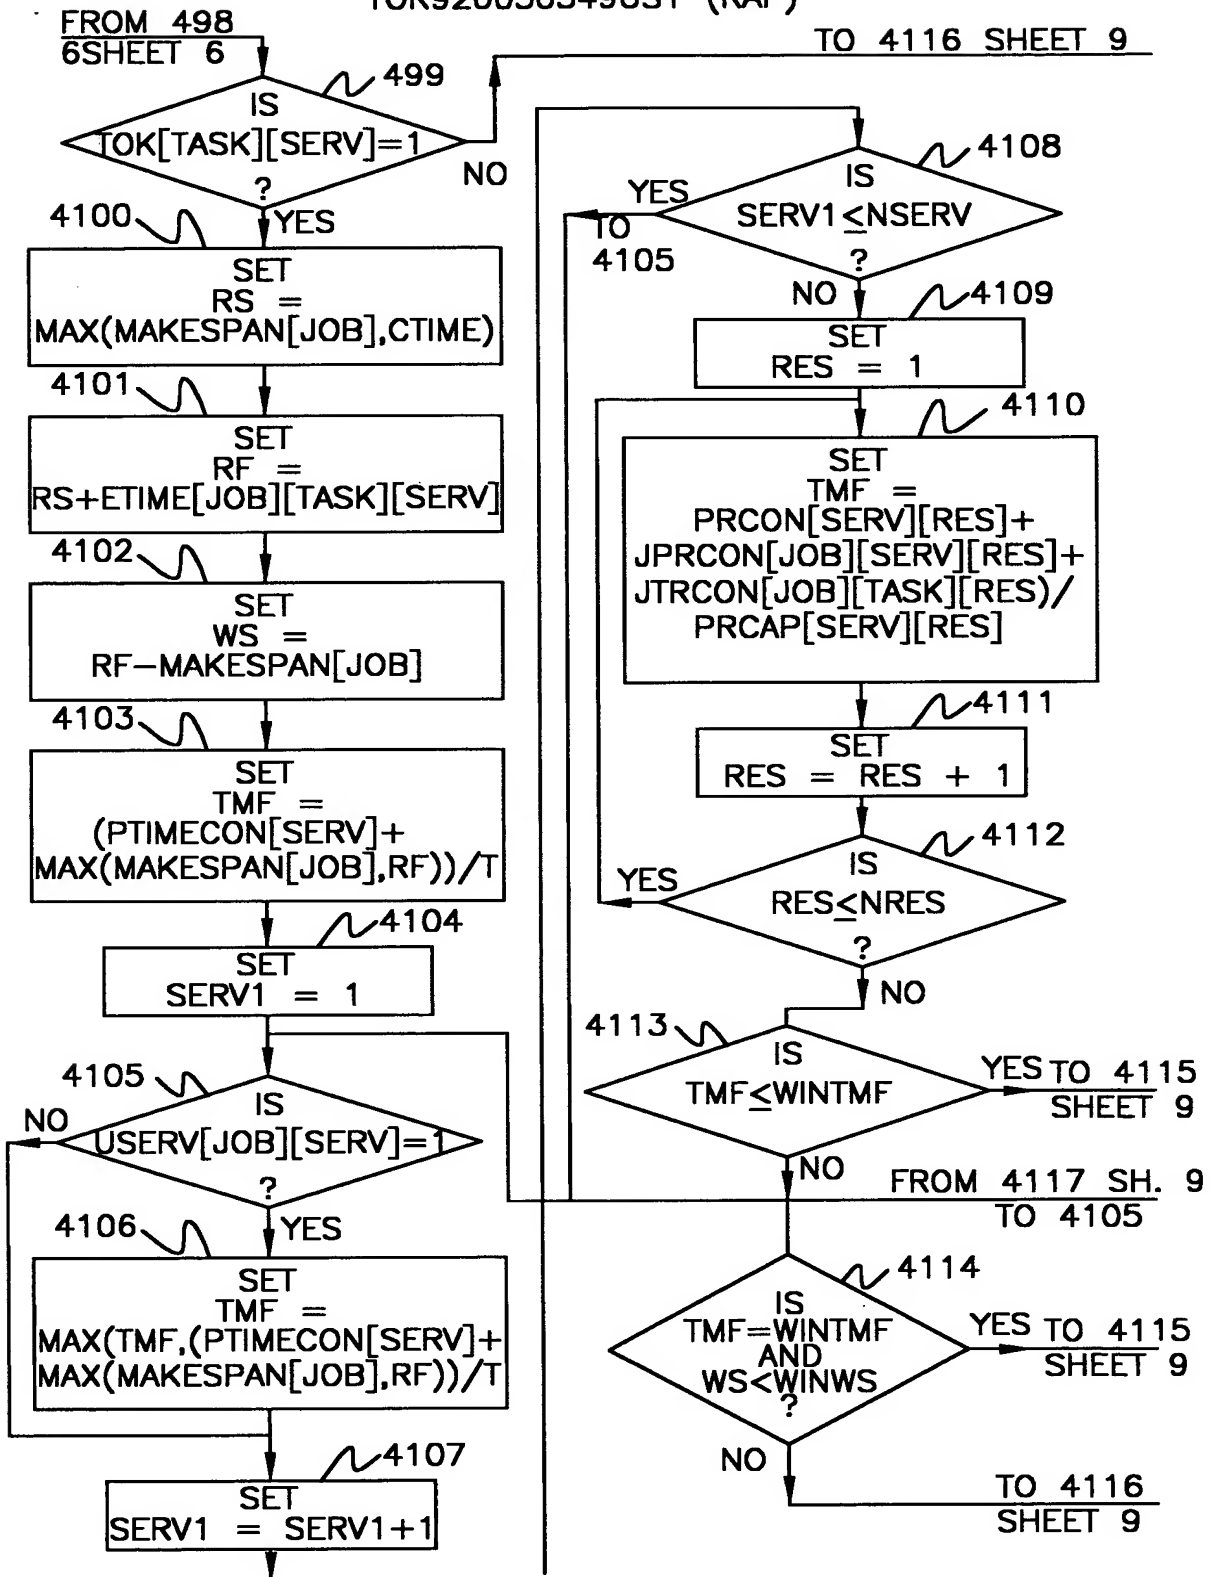 FROM 498
6SHEET 6
499
IS
TOK[TASK][SERV]=1
?
NO
YES
TO 4116 SHEET 9
4100
SET
RS =
MAX(MAKESPAN[JOB],CTIME)
4101
SET
RF =
RS+ETIME[JOB][TASK][SERV]
4102
SET
WS =
RF-MAKESPAN[JOB]
4103
SET
TMF =
(PTIMECON[SERV]+
MAX(MAKESPAN[JOB],RF))/T
4104
SET
SERV1 = 1
4105
IS
USERV[JOB][SERV]=1
?
NO
YES
4106
SET
TMF =
MAX(TMF,(PTIMECON[SERV]+
MAX(MAKESPAN[JOB],RF))/T
4107
SET
SERV1 = SERV1+1
4108
IS
SERV1≤NSERV
?
YES
TO
4105
NO
4109
SET
RES = 1
4110
SET
TMF =
PRCON[SERV][RES]+
JPRCON[JOB][SERV][RES]+
JTRCON[JOB][TASK][RES)/
PRCAP[SERV][RES]
4111
SET
RES = RES + 1
4112
IS
RES≤NRES
?
YES
NO
4113
IS
TMF≤WINTMF
YES TO 4115
SHEET 9
NO
FROM 4117 SH. 9
TO 4105
4114
IS
TMF=WINTMF
AND
WS<WINWS
?
YES TO 4115
SHEET 9
NO
TO 4116
SHEET 9